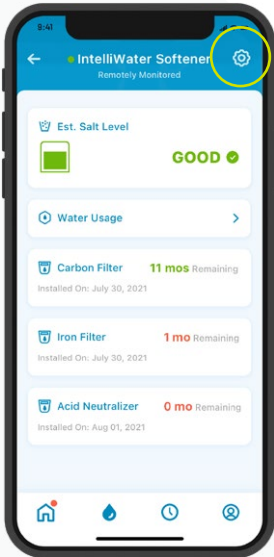 9:41
IntelliWater Softener
Remotely Monitored
Est. Salt Level
GOOD
Water Usage
Carbon Filter 11 mos Remaining
Installed On: July 30, 2021
Iron Filter 1 mo Remaining
Installed On: July 30, 2021
Acid Neutralizer 0 mo Remaining
Installed On: Aug 01, 2021